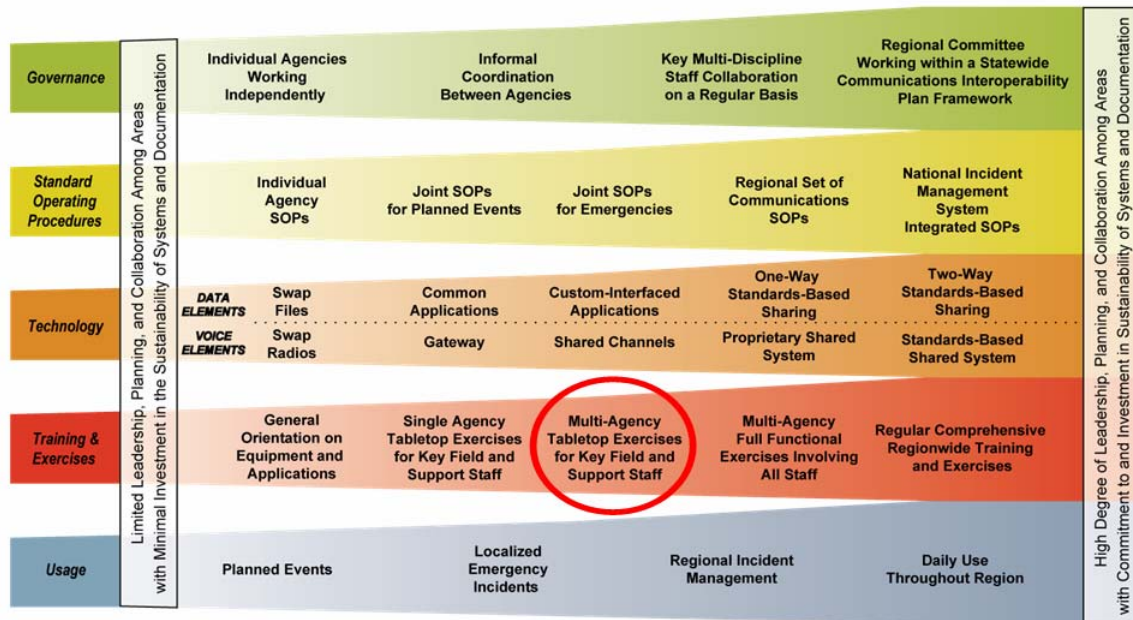 Limited Leadership, Planning, and Collaboration Among Areas
with Minimal Investment in the Sustainability of Systems and Documentation
Governance
Individual Agencies
Working
Independently
Informal
Coordination
Between Agencies
Key Multi-Discipline
Staff Collaboration
on a Regular Basis
Regional Committee
Working within a Statewide
Communications Interoperability
Plan Framework
Standard
Operating
Procedures
Individual
Agency
SOPs
Joint SOPs
for Planned Events
Joint SOPs
for Emergencies
Regional Set of
Communications
SOPs
National Incident
Management
System
Integrated SOPs
Technology
DATA
ELEMENTS
Swap
Files
Common
Applications
Custom-Interfaced
Applications
One-Way
Standards-Based
Sharing
Two-Way
Standards-Based
Sharing
VOICE
ELEMENTS
Swap
Radios
Gateway
Shared Channels
Proprietary Shared
System
Standards-Based
Shared System
Training &
Exercises
General
Orientation on
Equipment and
Applications
Single Agency
Tabletop Exercises
for Key Field and
Support Staff
Multi-Agency
Tabletop Exercises
for Key Field and
Support Staff
Multi-Agency
Full Functional
Exercises Involving
All Staff
Regular Comprehensive
Regionwide Training
and Exercises
Usage
Planned Events
Localized
Emergency
Incidents
Regional Incident
Management
Daily Use
Throughout Region
High Degree of Leadership, Planning, and Collaboration Among Areas
with Commitment to and Investment in Sustainability of Systems and Documentation